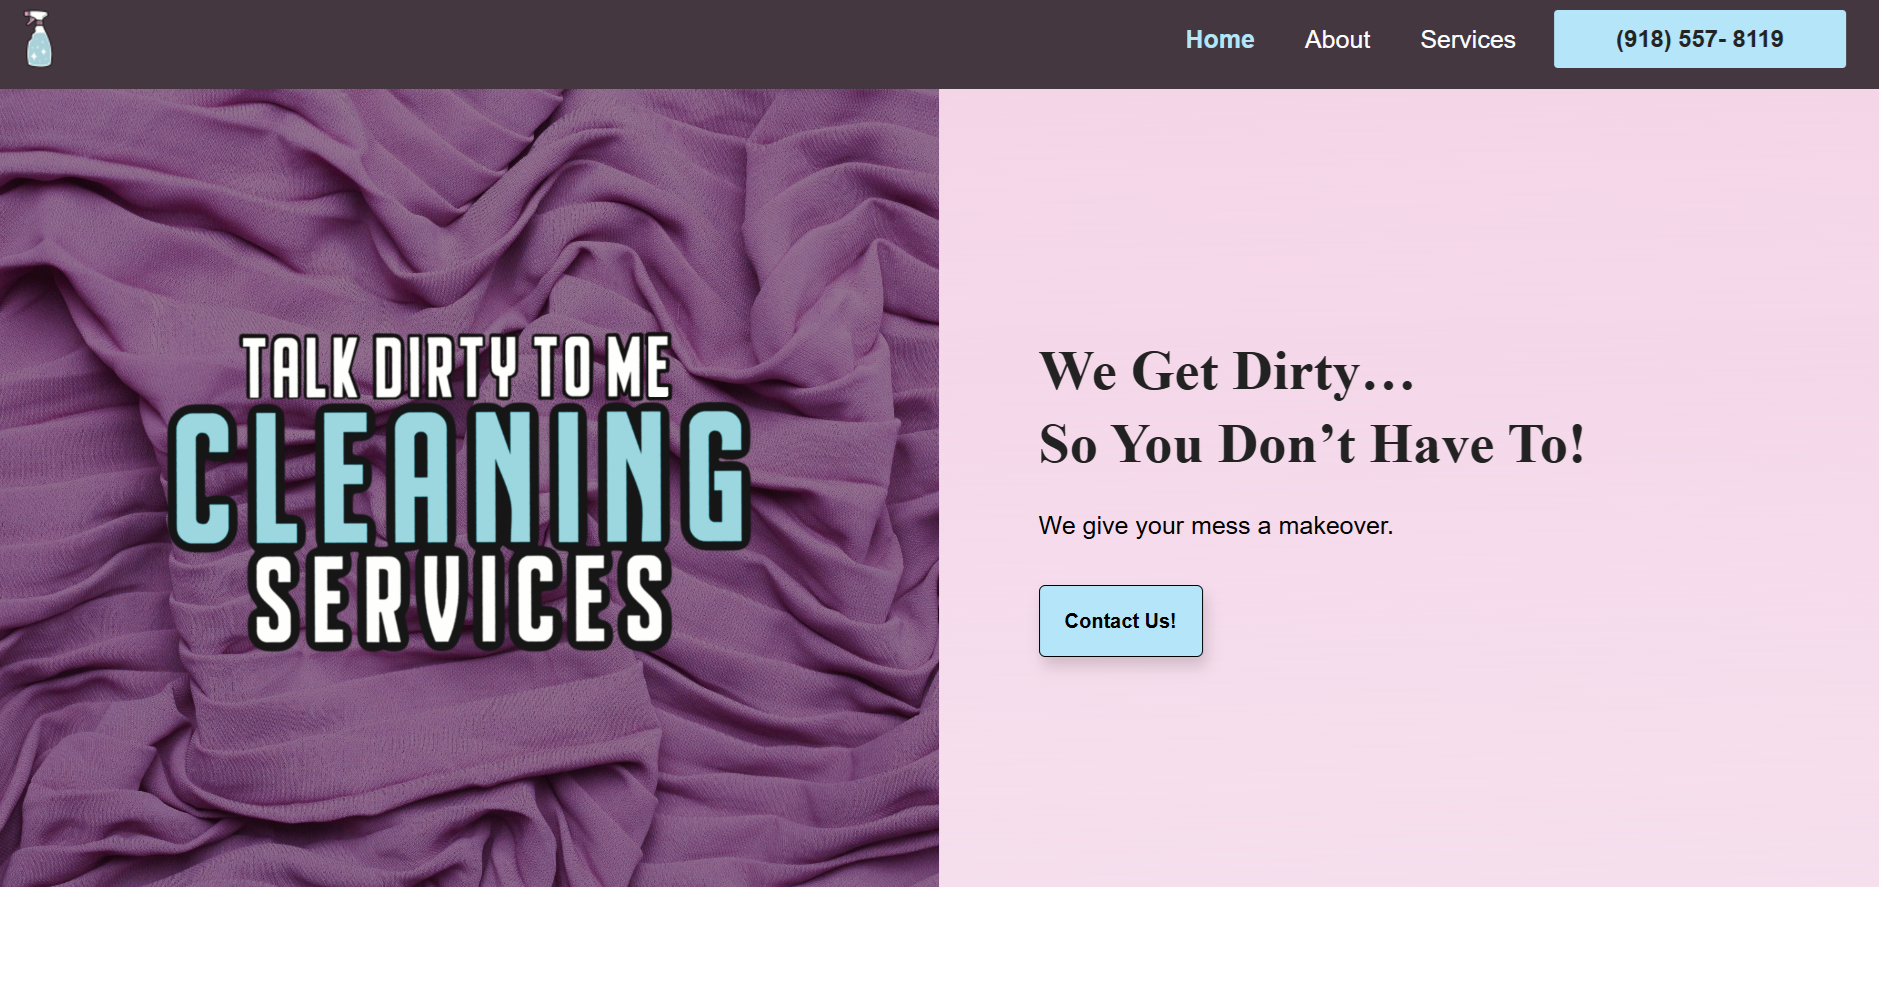 Home
About
Services
(918) 557- 8119
TALK DIRTY TO ME
CLEANING
SERVICES
We Get Dirty…
So You Don’t Have To!
We give your mess a makeover.
Contact Us!